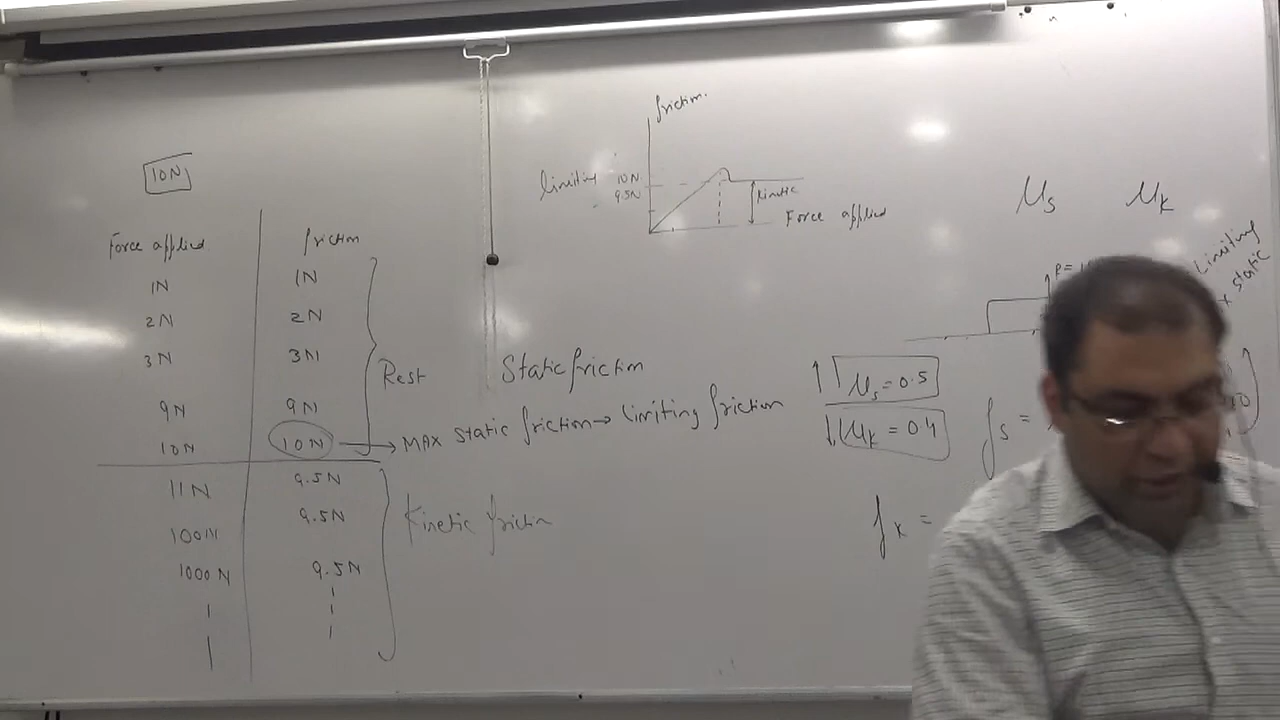 10N
Force applied friction
1N 1N
2N 2N
3N 3N
9N 9N
10N 10N
Rest
Static friction
MAX static friction → limiting friction
11N 9.5N
100N 9.5N
1000N 9.5N
Kinetic friction
friction
limiting 10N
9.5N
kinetic
Force applied
μs μk
limiting
static
μs = 0.5
μk = 0.4
fs =
fk =